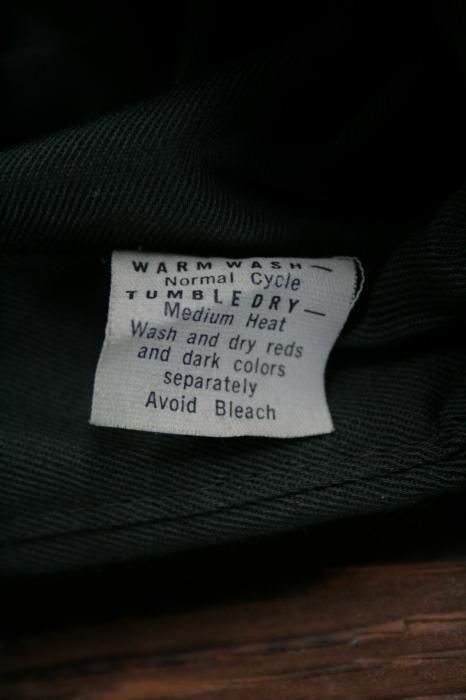 WARM WASH —
Normal Cycle
TUMBLE DRY —
Medium Heat
Wash and dry reds
and dark colors
separately
Avoid Bleach